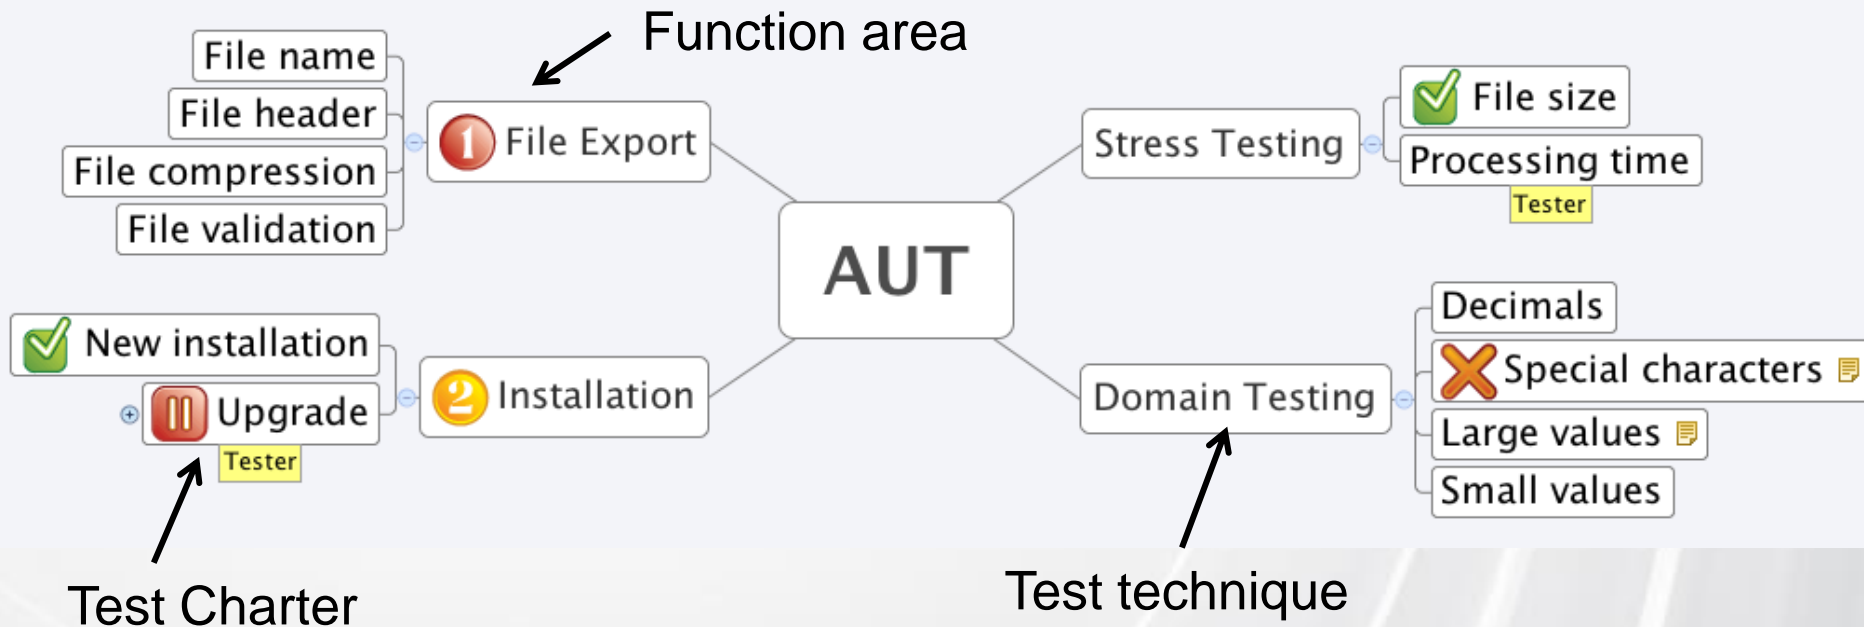 Function area
File name
File header
File compression
File validation
1 File Export
New installation
Upgrade
Tester
2 Installation
AUT
Stress Testing
File size
Processing time
Tester
Domain Testing
Decimals
Special characters
Large values
Small values
Test Charter
Test technique